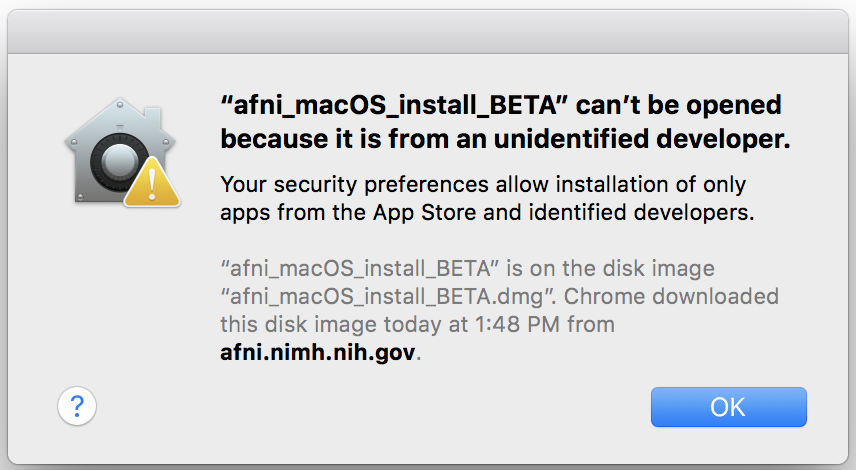 “afni_macOS_install_BETA” can’t be opened
because it is from an unidentified developer.
Your security preferences allow installation of only
apps from the App Store and identified developers.
“afni_macOS_install_BETA” is on the disk image
“afni_macOS_install_BETA.dmg”. Chrome downloaded
this disk image today at 1:48 PM from
afni.nimh.nih.gov.
?
OK